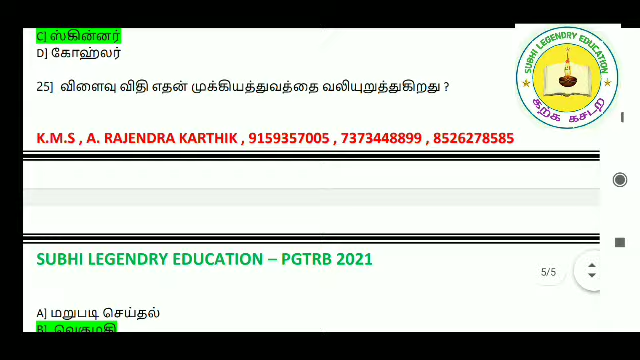 C] ஸ்கின்னர்
D] கோஹ்லர்
SUBHI LEGENDRY EDUCATION
கற்க கசடற
25] விளைவு விதி எதன் முக்கியத்துவத்தை வலியுறுத்துகிறது ?
K.M.S , A. RAJENDRA KARTHIK , 9159357005 , 7373448899 , 8526278585
SUBHI LEGENDRY EDUCATION – PGTRB 2021
5/5
A] மறுபடி செய்தல்
B] வெகுமதி